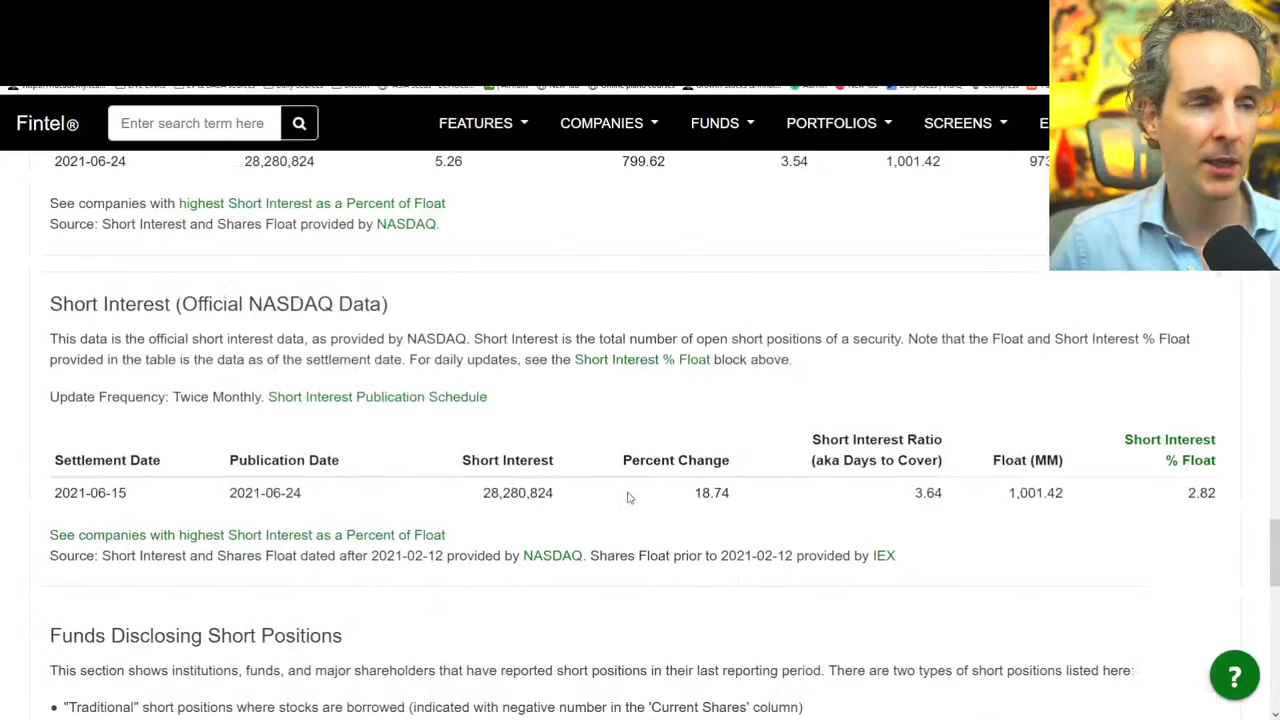 Fintel®
Enter search term here
FEATURES
COMPANIES
FUNDS
PORTFOLIOS
SCREENS
E
2021-06-24 28,280,824 5.26 799.62 3.54 1,001.42 973
See companies with highest Short Interest as a Percent of Float
Source: Short Interest and Shares Float provided by NASDAQ.
Short Interest (Official NASDAQ Data)
This data is the official short interest data, as provided by NASDAQ. Short Interest is the total number of open short positions of a security. Note that the Float and Short Interest % Float
provided in the table is the data as of the settlement date. For daily updates, see the Short Interest % Float block above.
Update Frequency: Twice Monthly. Short Interest Publication Schedule
Short Interest Ratio Short Interest
Settlement Date Publication Date Short Interest Percent Change (aka Days to Cover) Float (MM) % Float
2021-06-15 2021-06-24 28,280,824 18.74 3.64 1,001.42 2.82
See companies with highest Short Interest as a Percent of Float
Source: Short Interest and Shares Float dated after 2021-02-12 provided by NASDAQ. Shares Float prior to 2021-02-12 provided by IEX
Funds Disclosing Short Positions
This section shows institutions, funds, and major shareholders that have reported short positions in their last reporting period. There are two types of short positions listed here:
● "Traditional" short positions where stocks are borrowed (indicated with negative number in the 'Current Shares' column)
?